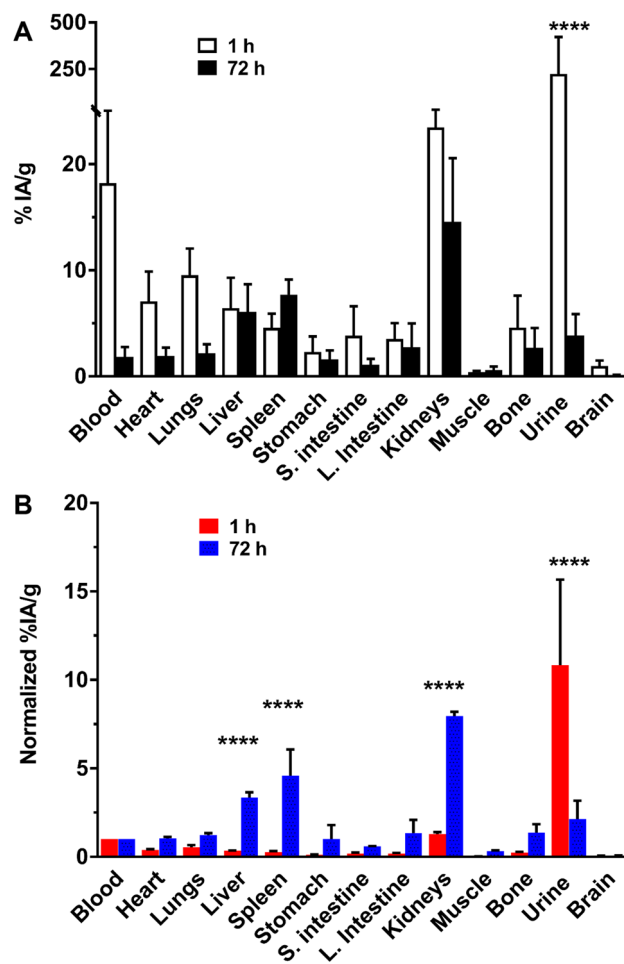 A
500
250
20
10
0
% IA/g
1 h
72 h
****
Blood
Heart
Lungs
Liver
Spleen
Stomach
S. intestine
L. Intestine
Kidneys
Muscle
Bone
Urine
Brain
B
20
15
10
5
0
Normalized %IA/g
1 h
72 h
****
****
****
****
Blood
Heart
Lungs
Liver
Spleen
Stomach
S. intestine
L. Intestine
Kidneys
Muscle
Bone
Urine
Brain